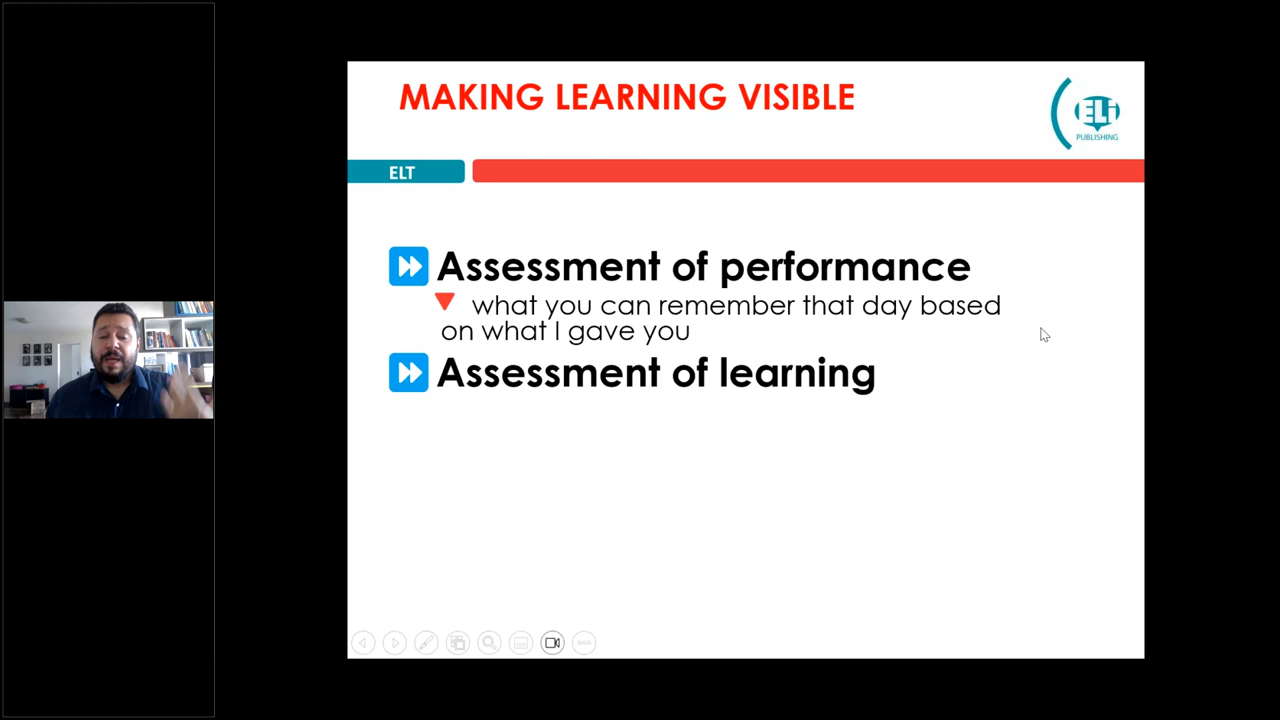 MAKING LEARNING VISIBLE
ELi
PUBLISHING
ELT
Assessment of performance
what you can remember that day based
on what I gave you
Assessment of learning